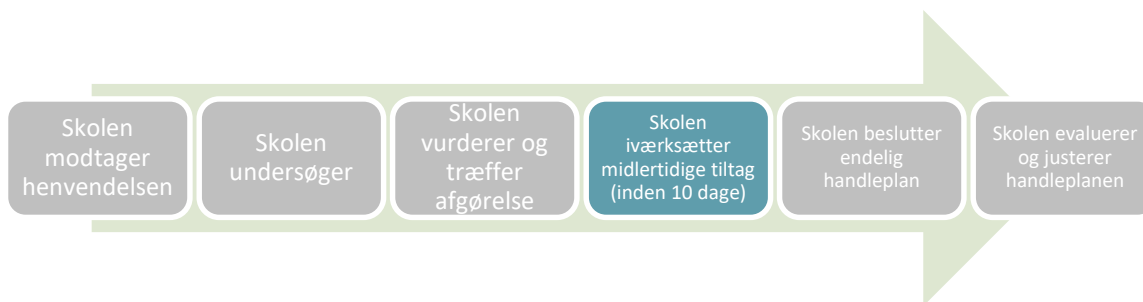 Skolen
modtager
henvendelsen
Skolen
undersøger
Skolen
vurderer og
træffer
afgørelse
Skolen
iværksætter
midlertidige tiltag
(inden 10 dage)
Skolen beslutter
endelig
handleplan
Skolen evaluerer
og justerer
handleplanen